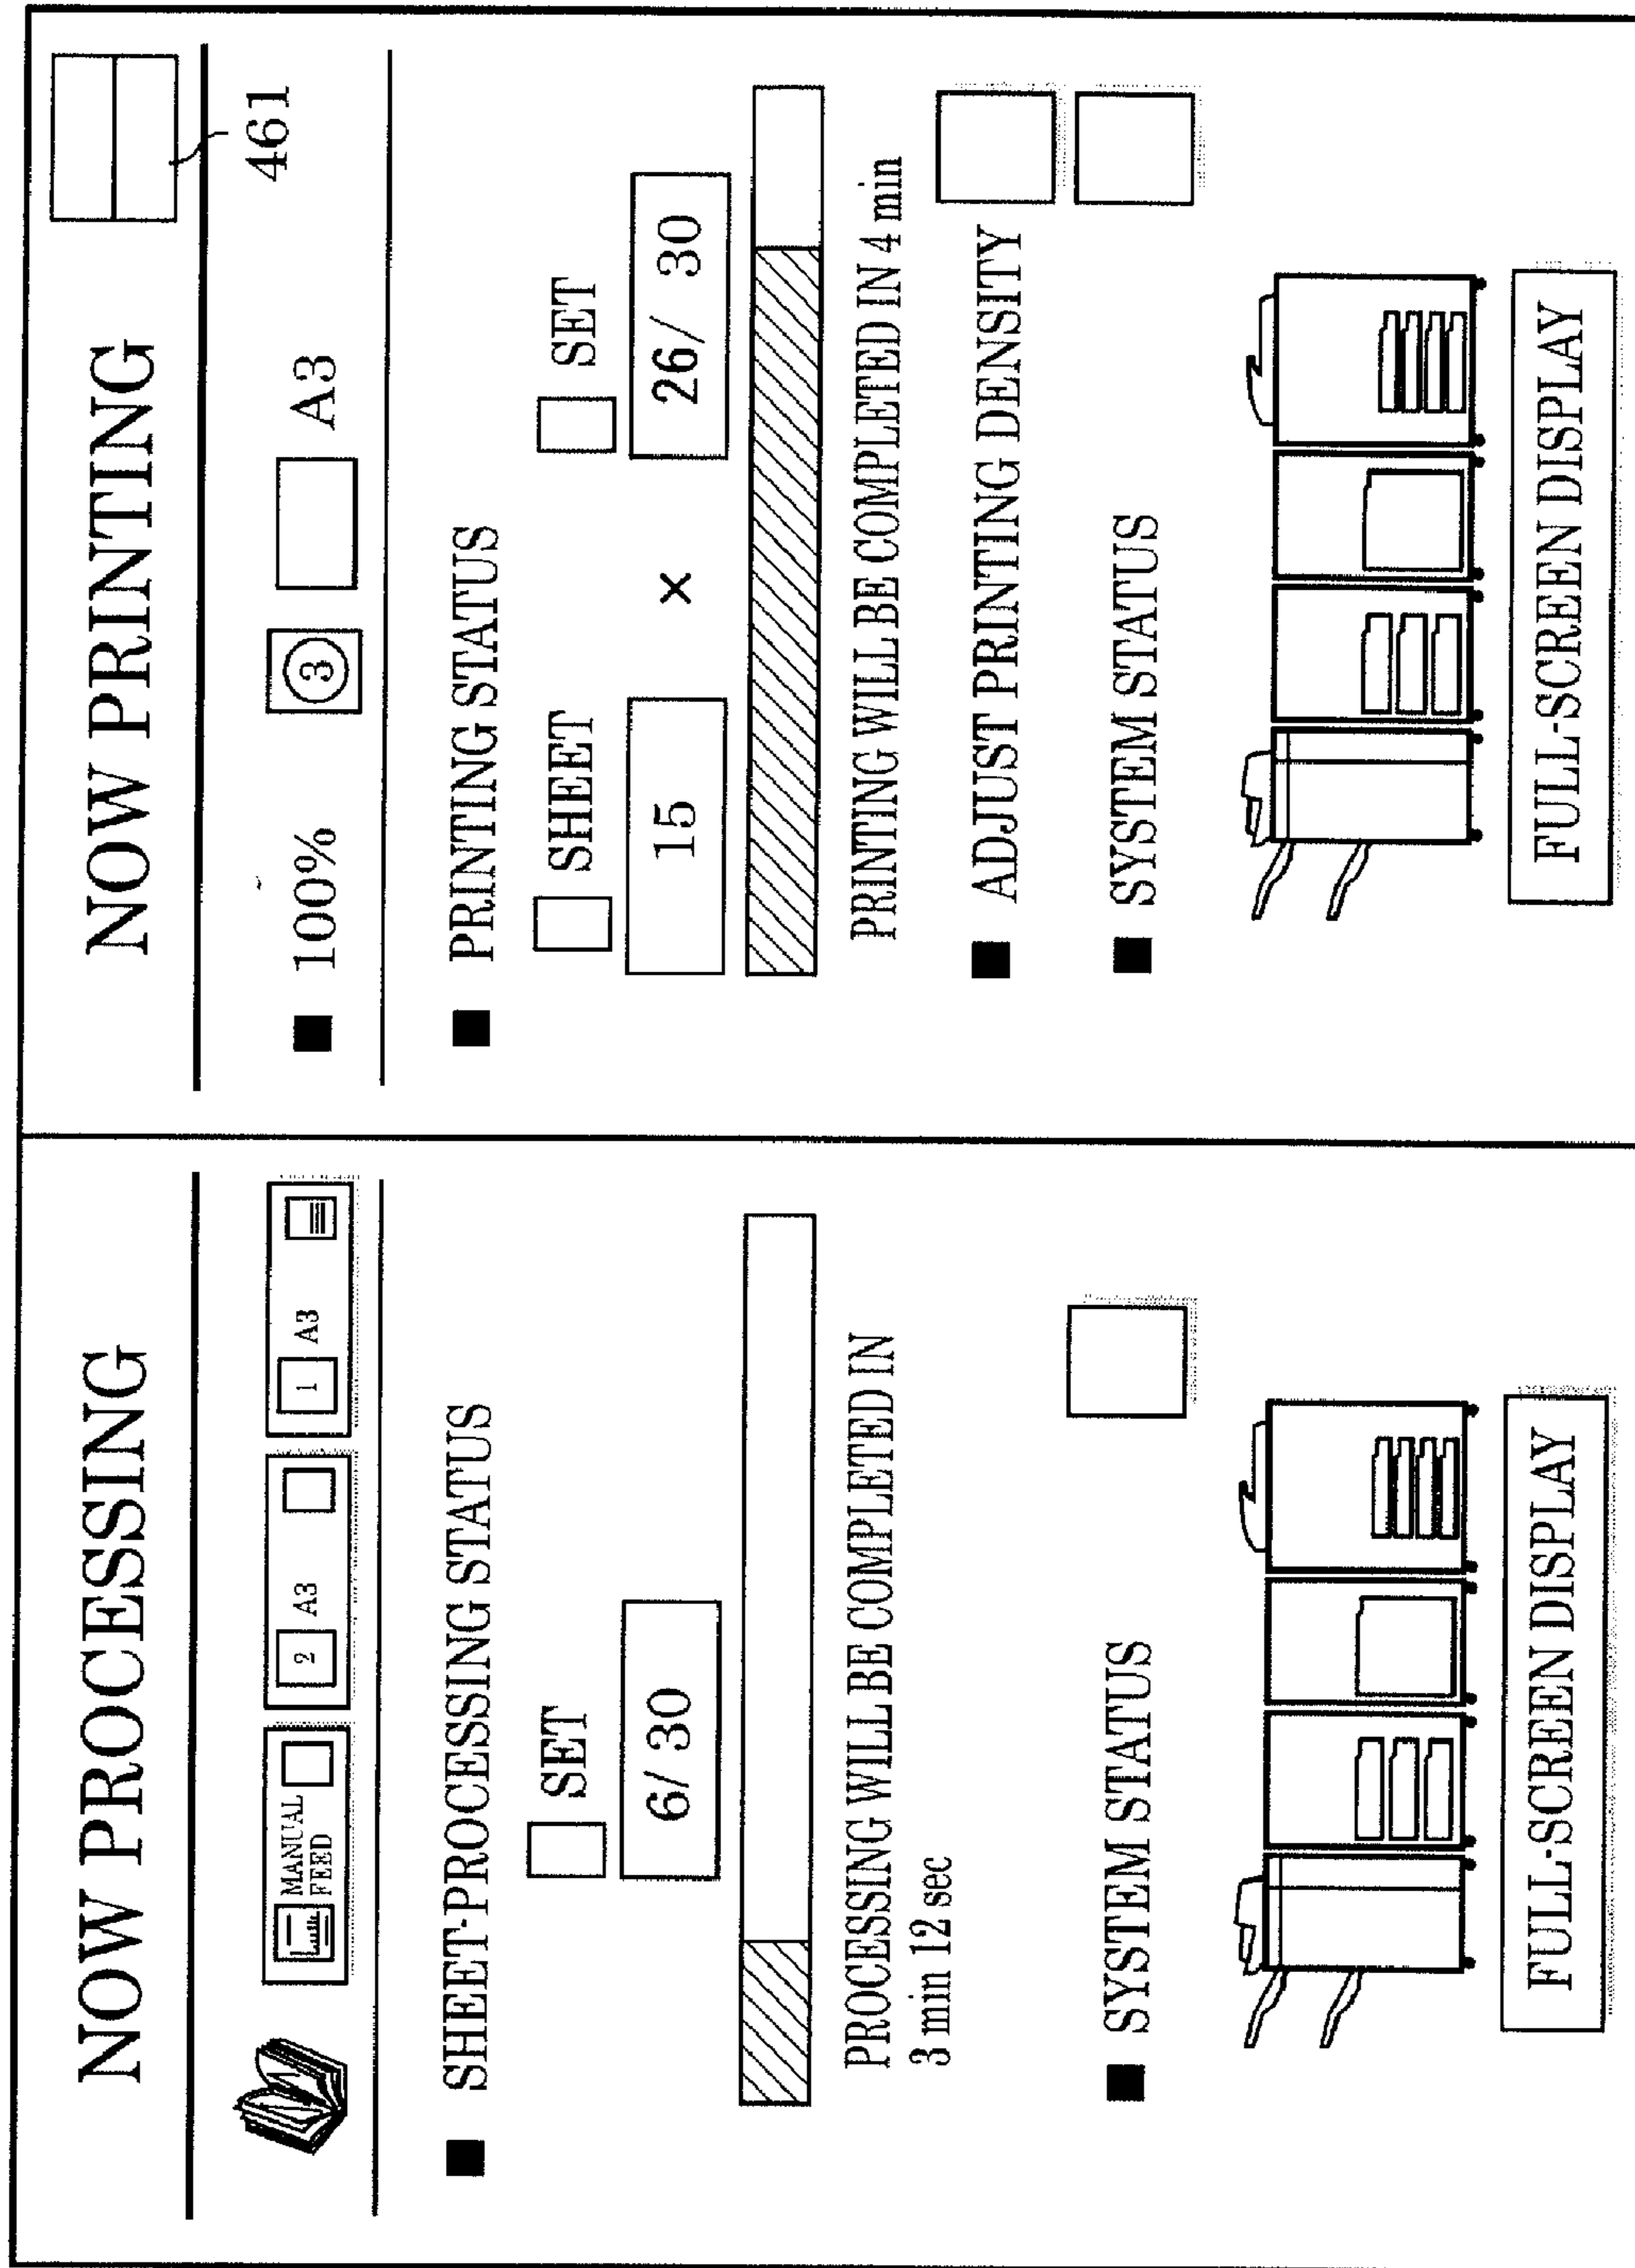 NOW PROCESSING
MANUAL
FEED
2 A3
1 A3
SHEET-PROCESSING STATUS
SET
6/ 30
PROCESSING WILL BE COMPLETED IN
3 min 12 sec
SYSTEM STATUS
FULL-SCREEN DISPLAY
NOW PRINTING
461
100% 3 A3
PRINTING STATUS
SHEET SET
15 × 26/ 30
PRINTING WILL BE COMPLETED IN 4 min
ADJUST PRINTING DENSITY
SYSTEM STATUS
FULL-SCREEN DISPLAY